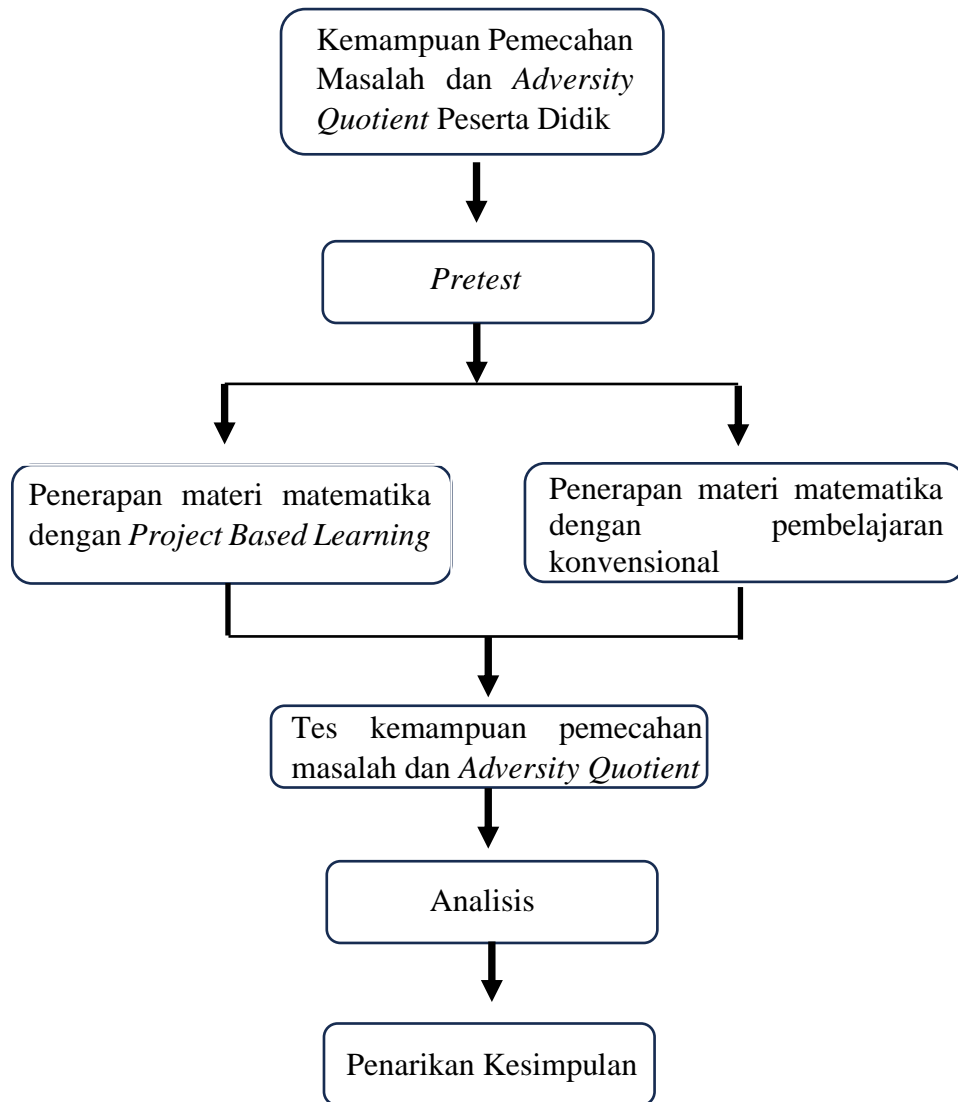 Kemampuan Pemecahan
Masalah dan Adversity
Quotient Peserta Didik
Pretest
Penerapan materi matematika
dengan Project Based Learning
Penerapan materi matematika
dengan pembelajaran
konvensional
Tes kemampuan pemecahan
masalah dan Adversity Quotient
Analisis
Penarikan Kesimpulan